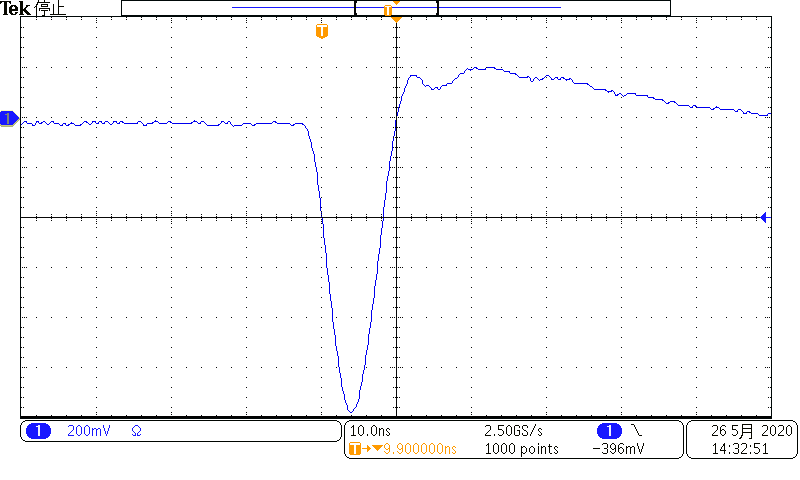 Tek 停止
T
T
1
1 200mV Ω
10.0ns 2.50GS/s 1
T→▼9.900000ns 1000 points −396mV
26 5月 2020
14:32:51